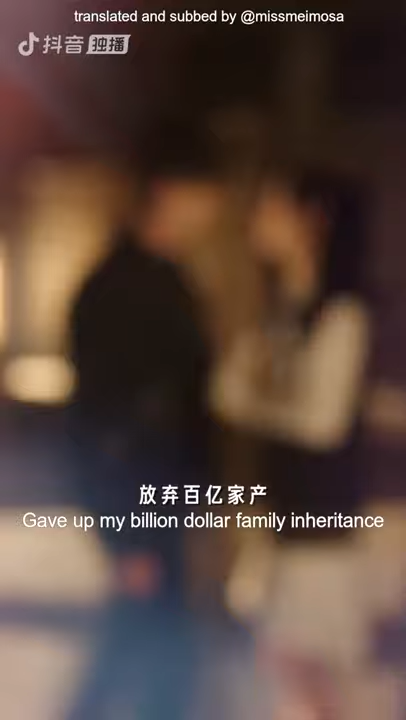 translated and subbed by @missmeimosa
抖音 独播
放弃百亿家产
Gave up my billion dollar family inheritance